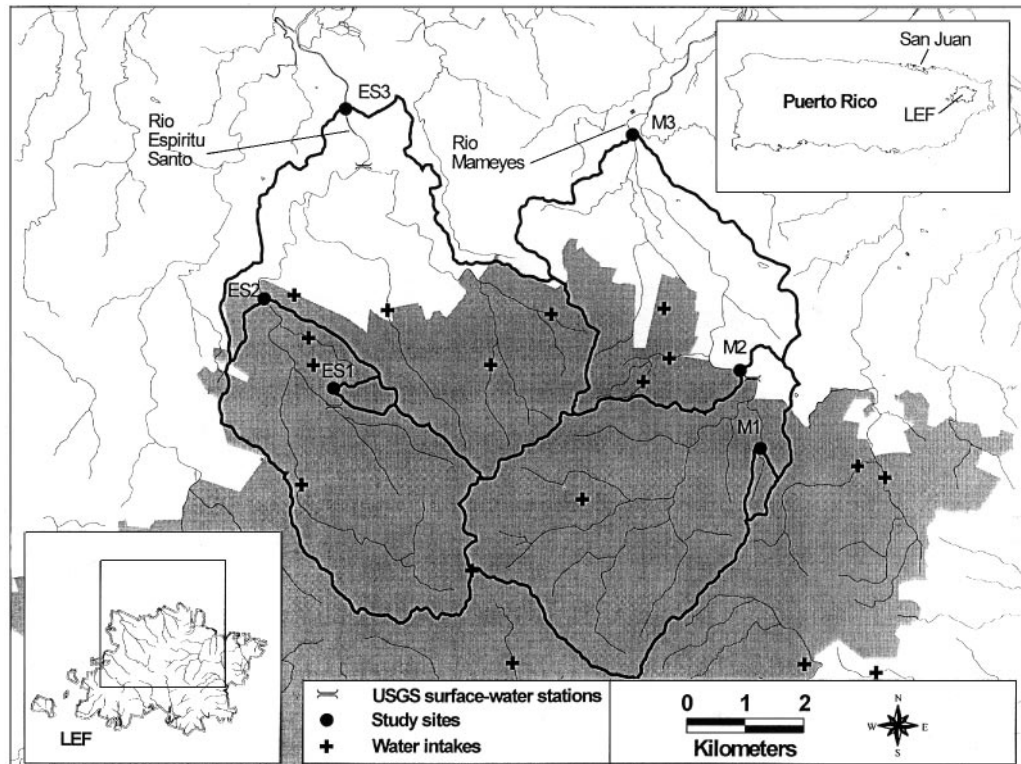 San Juan
Puerto Rico
LEF
ES3
Rio
Espiritu
Santo
Rio
Mameyes
M3
ES2
ES1
M2
M1
LEF
USGS surface-water stations
Study sites
Water intakes
0 1 2
Kilometers
N
W E
S